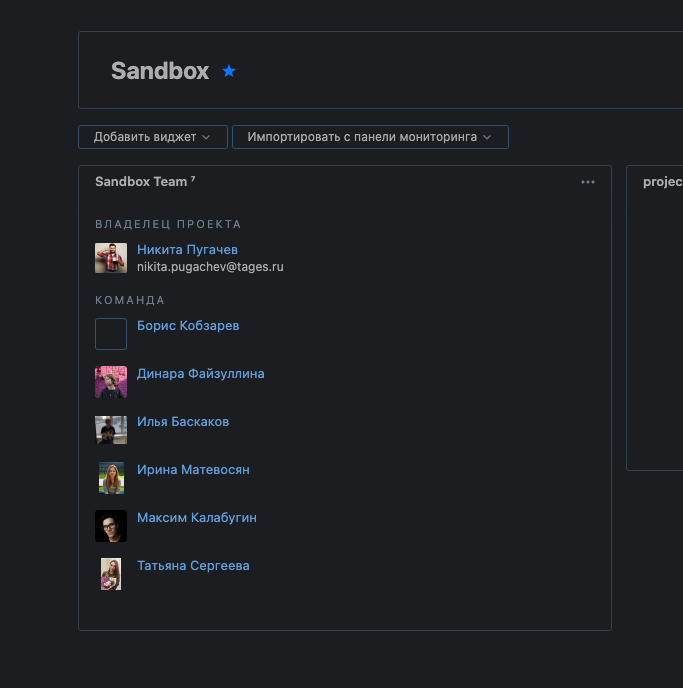 Sandbox
Добавить виджет
Импортировать с панели мониторинга
Sandbox Team ⁷
ВЛАДЕЛЕЦ ПРОЕКТА
Никита Пугачев
nikita.pugachev@tages.ru
КОМАНДА
Борис Кобзарев
Динара Файзуллина
Илья Баскаков
Ирина Матевосян
Максим Калабугин
Татьяна Сергеева
projec